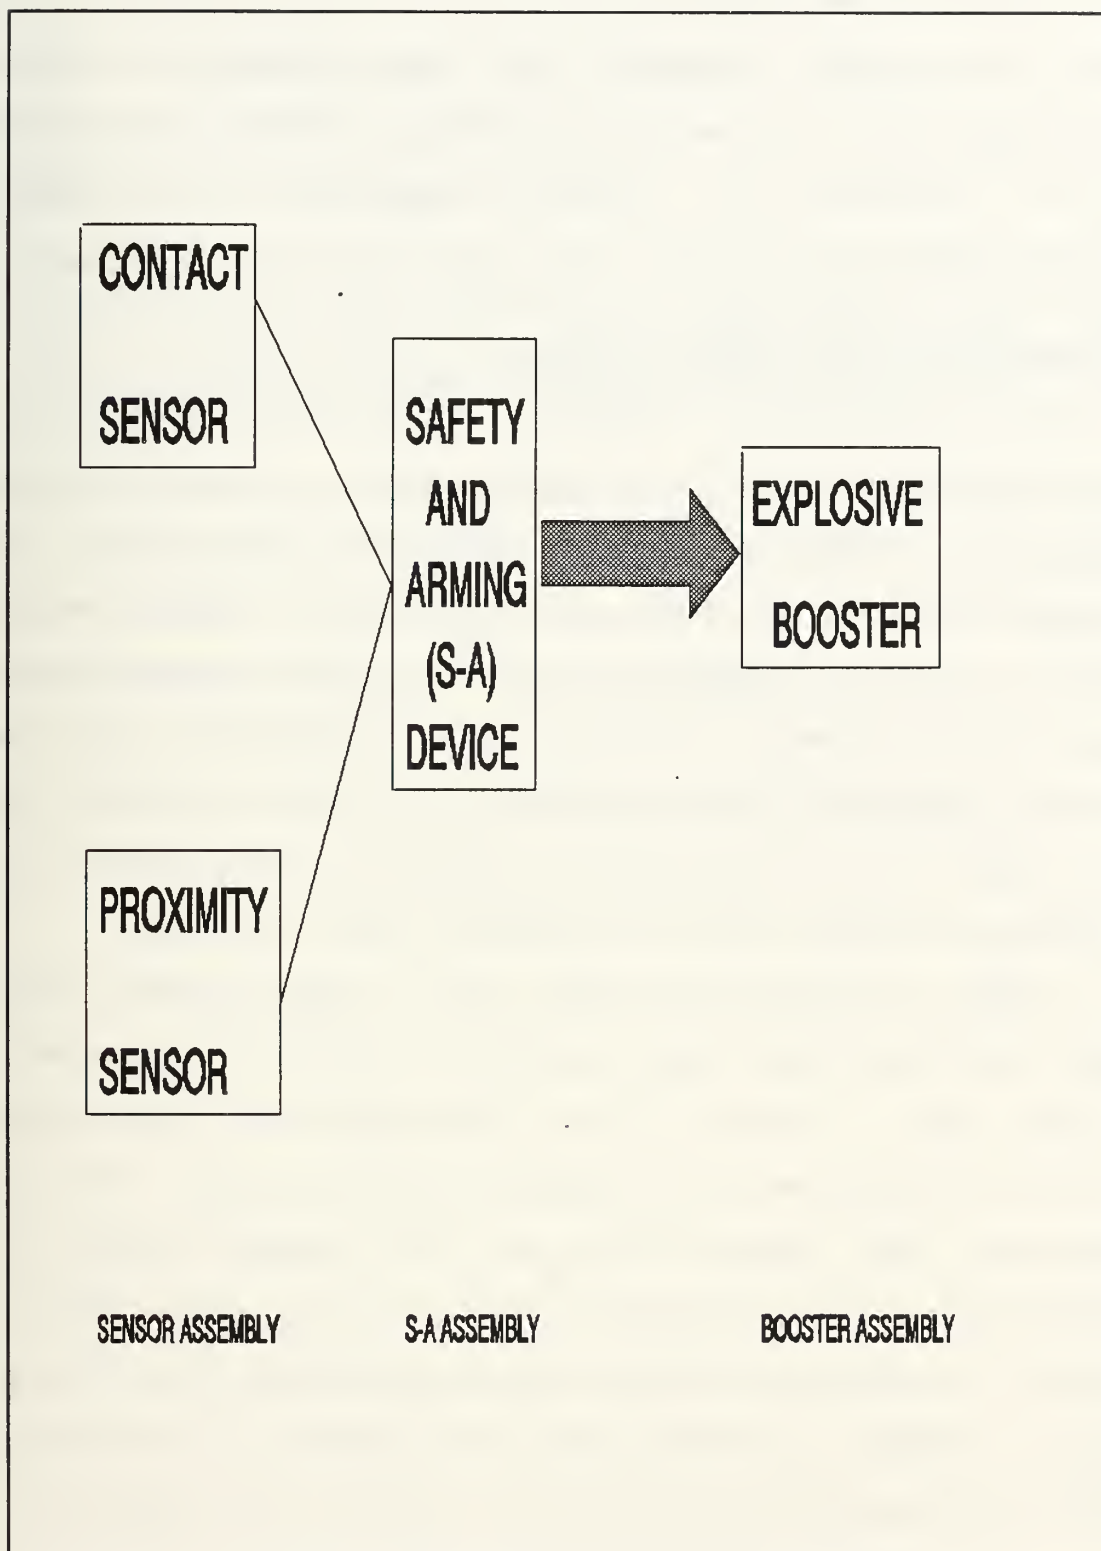 CONTACT
SENSOR
SAFETY
AND
ARMING
(S-A)
DEVICE
EXPLOSIVE
BOOSTER
PROXIMITY
SENSOR
SENSOR ASSEMBLY
S-A ASSEMBLY
BOOSTER ASSEMBLY